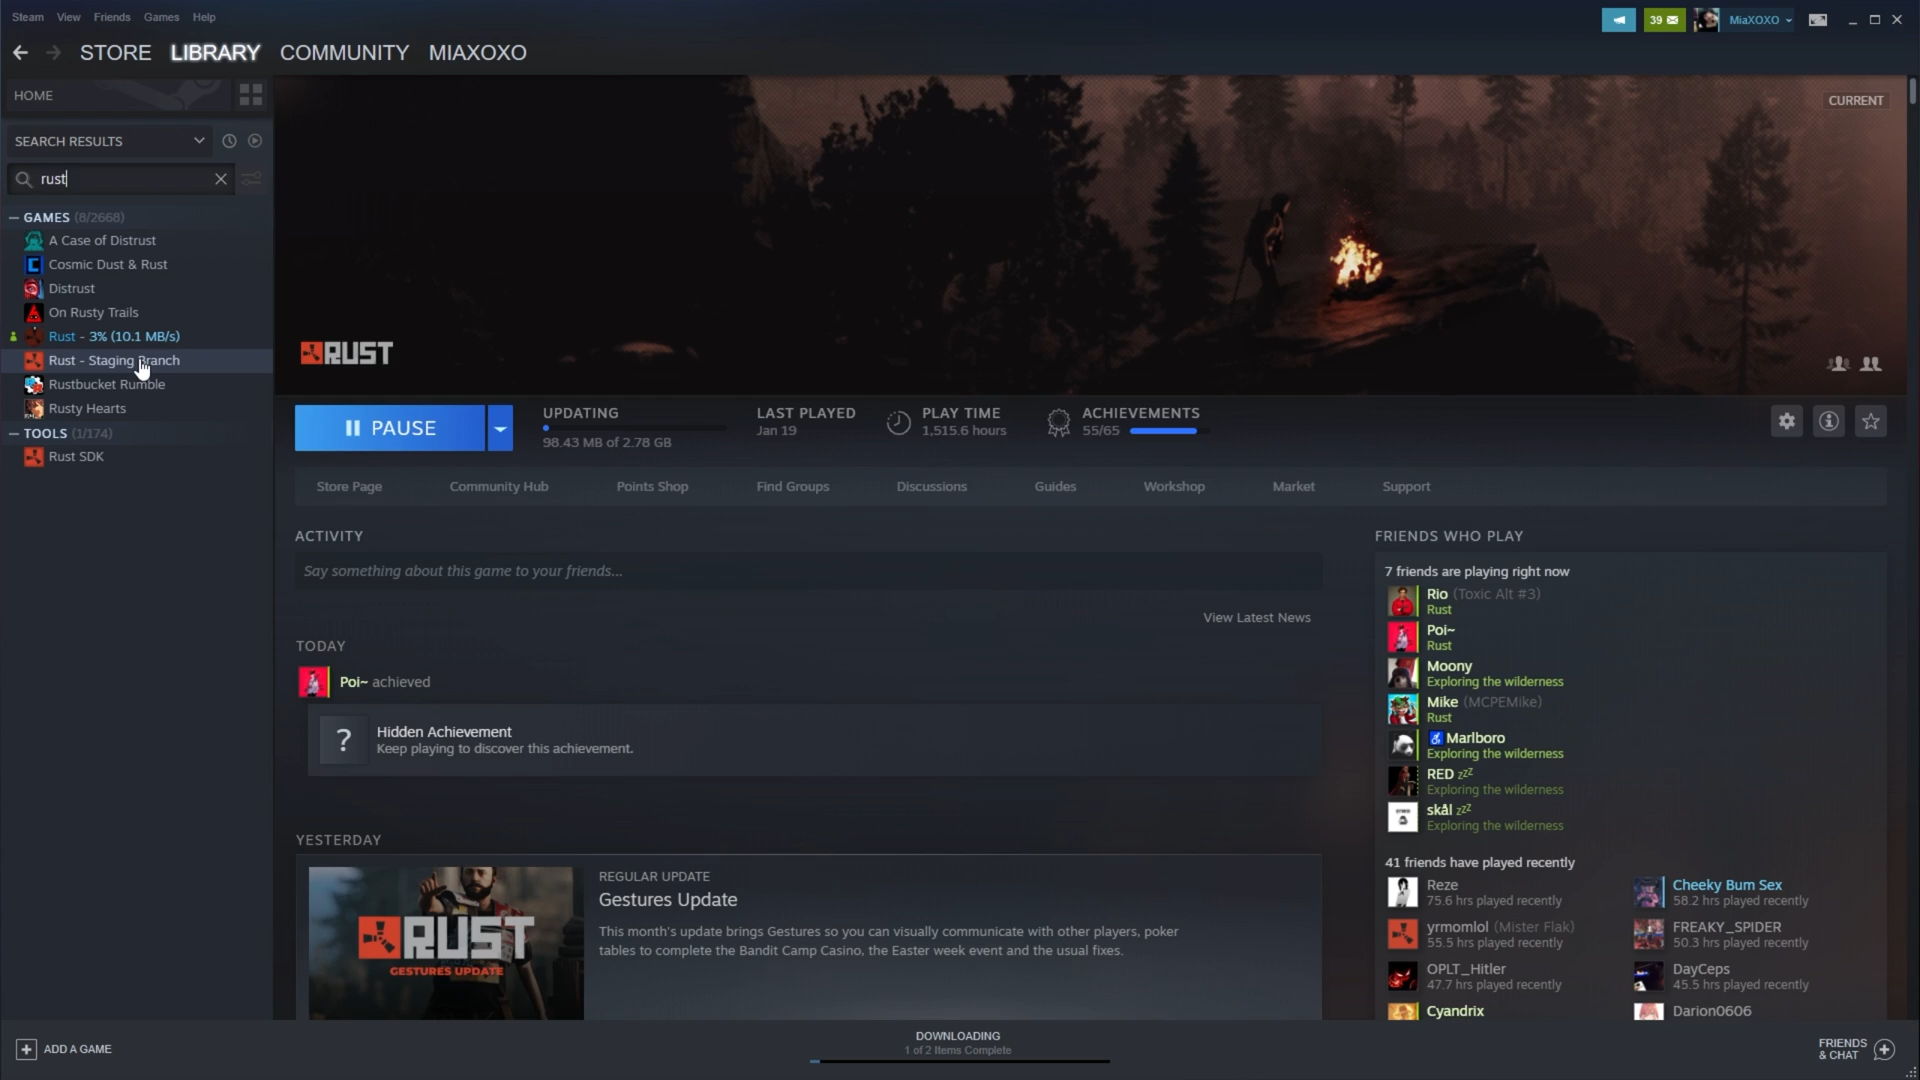 Steam View Friends Games Help
39 MiaXOXO
STORE LIBRARY COMMUNITY MIAXOXO
HOME
SEARCH RESULTS
rust
GAMES (8/2668)
A Case of Distrust
Cosmic Dust & Rust
Distrust
On Rusty Trails
Rust - 3% (10.1 MB/s)
Rust - Staging Branch
Rustbucket Rumble
Rusty Hearts
TOOLS (1/174)
Rust SDK
CURRENT
RUST
PAUSE
UPDATING
98.43 MB of 2.78 GB
LAST PLAYED
Jan 19
PLAY TIME
1,515.6 hours
ACHIEVEMENTS
55/65
Store Page Community Hub Points Shop Find Groups Discussions Guides Workshop Market Support
ACTIVITY
Say something about this game to your friends...
View Latest News
TODAY
Poi~ achieved
?
Hidden Achievement
Keep playing to discover this achievement.
YESTERDAY
RUST
GESTURES UPDATE
REGULAR UPDATE
Gestures Update
This month's update brings Gestures so you can visually communicate with other players, poker
tables to complete the Bandit Camp Casino, the Easter week event and the usual fixes.
FRIENDS WHO PLAY
7 friends are playing right now
Rio (Toxic Alt #3)
Rust
Poi~
Rust
Moony
Exploring the wilderness
Mike (MCPEMike)
Rust
Marlboro
Exploring the wilderness
RED zzZ
Exploring the wilderness
skål zzZ
Exploring the wilderness
41 friends have played recently
Reze
75.6 hrs played recently
Cheeky Bum Sex
58.2 hrs played recently
yrmomlol (Mister Flak)
55.5 hrs played recently
FREAKY_SPIDER
50.3 hrs played recently
OPLT_Hitler
47.7 hrs played recently
DayCeps
45.5 hrs played recently
Cyandrix
Darion0606
ADD A GAME
DOWNLOADING
1 of 2 Items Complete
FRIENDS
& CHAT